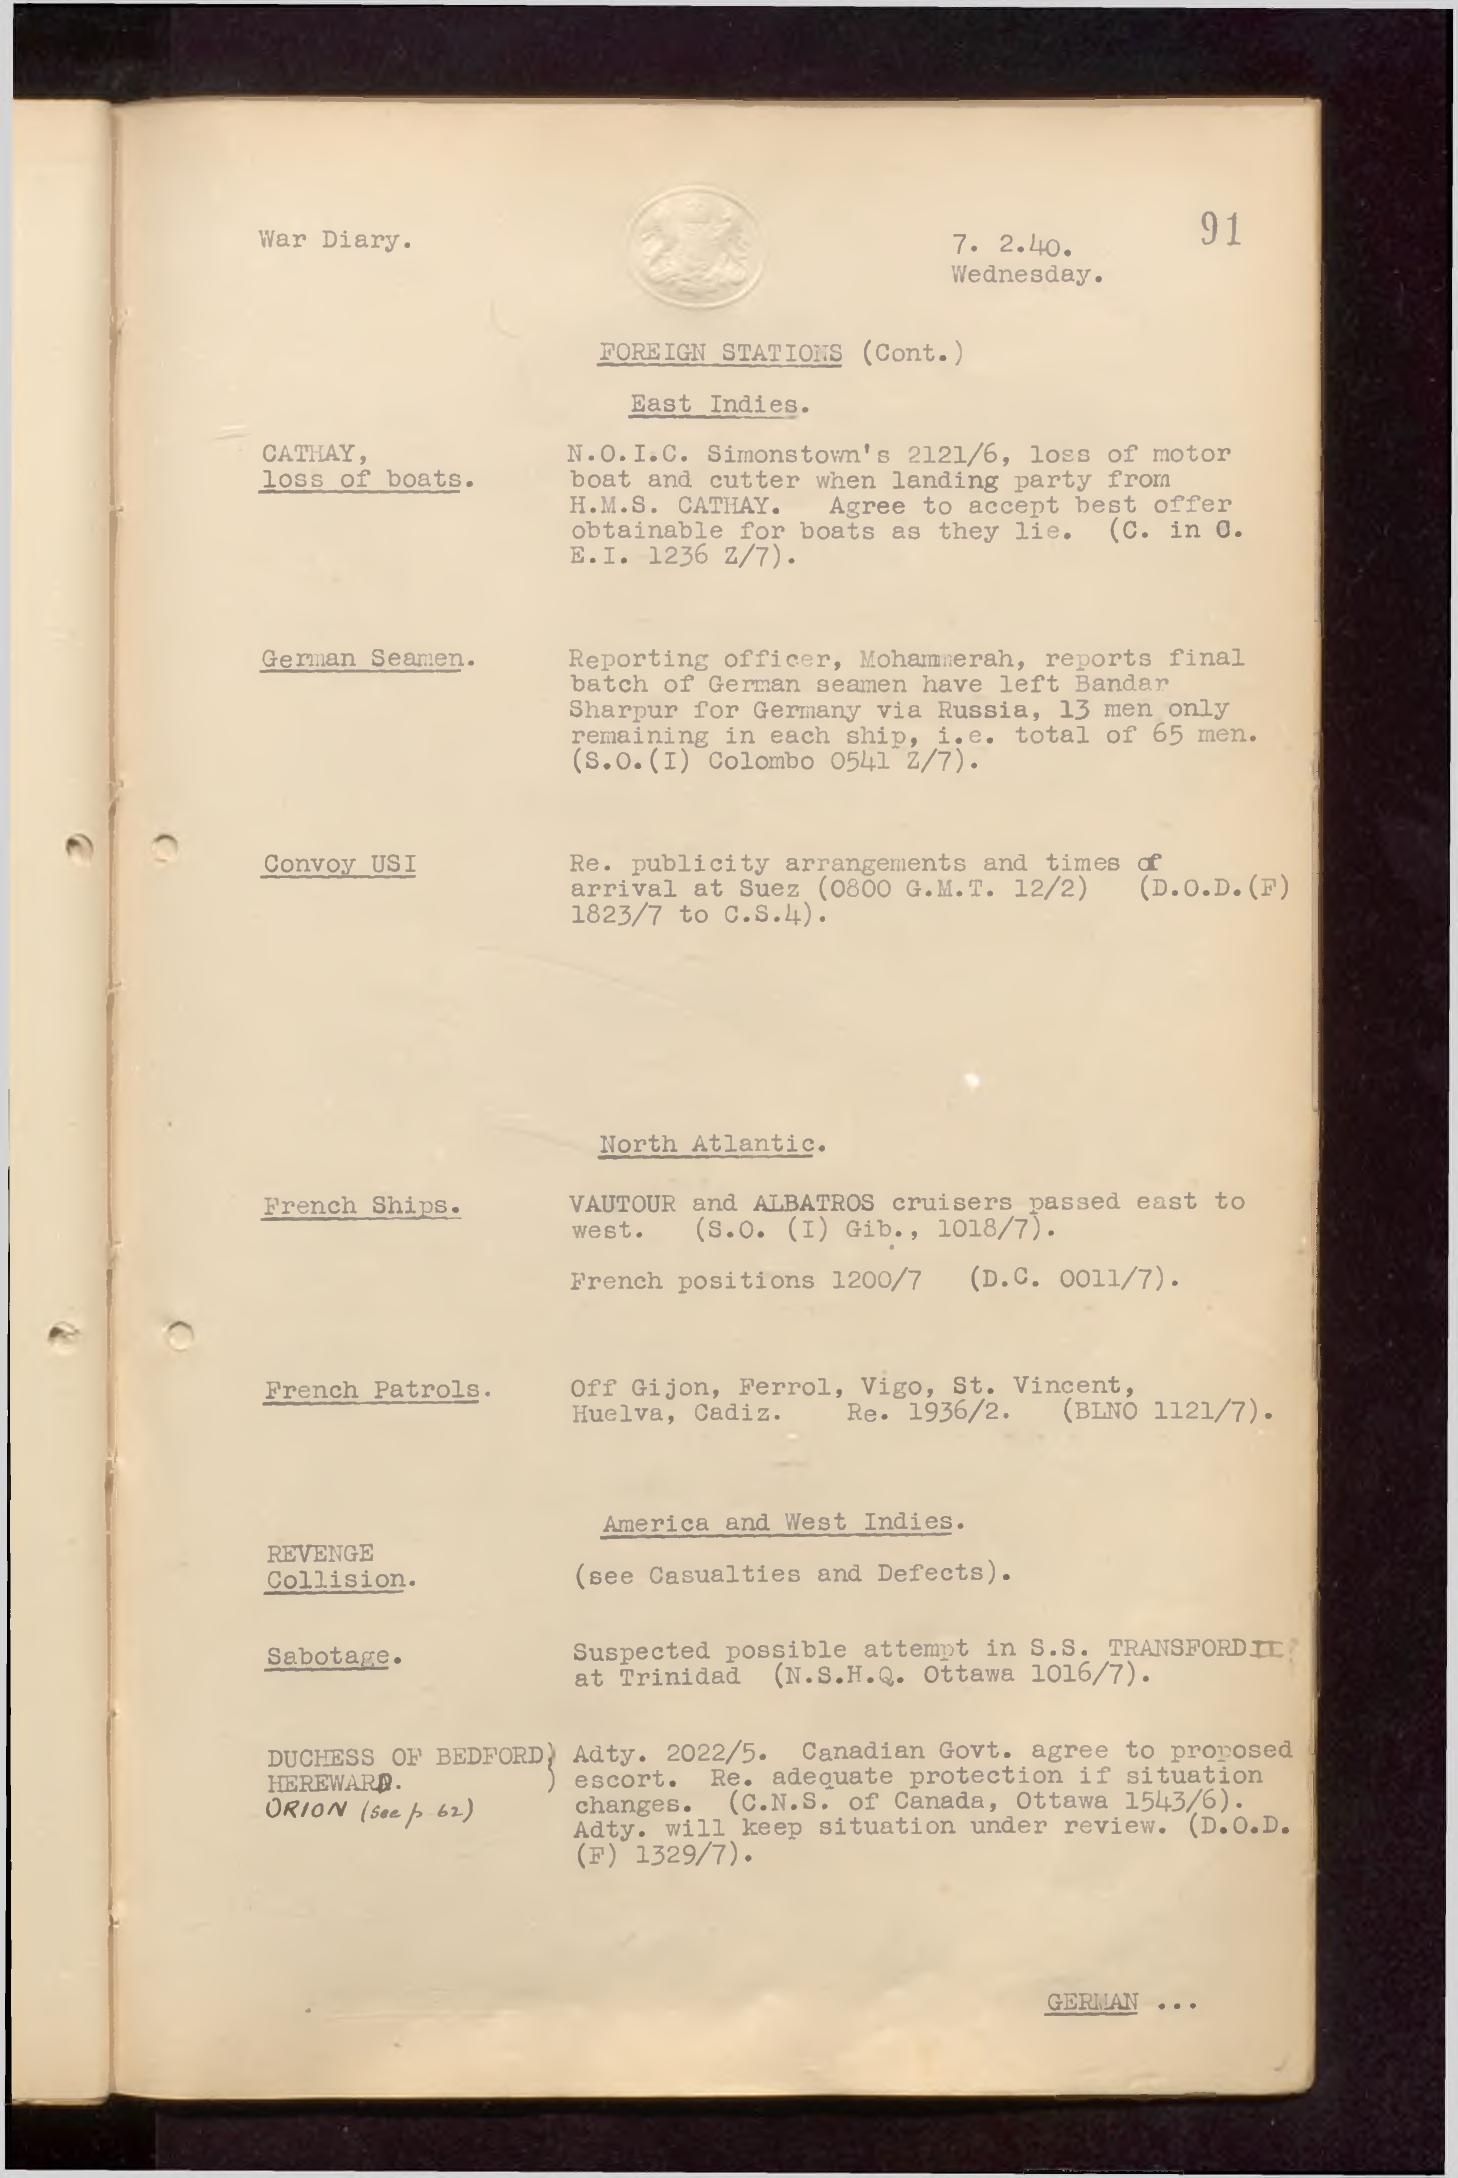 War Diary.
91
7. 2.40.
Wednesday.
FOREIGN STATIONS (Cont.)
East Indies.
CATHAY,
loss of boats.
N.O.I.C. Simonstown's 2121/6, loss of motor
boat and cutter when landing party from
H.M.S. CATHAY. Agree to accept best offer
obtainable for boats as they lie. (C. in C.
E.I. 1236 Z/7).
German Seamen.
Reporting officer, Mohammerah, reports final
batch of German seamen have left Bandar
Sharpur for Germany via Russia, 13 men only
remaining in each ship, i.e. total of 65 men.
(S.O.(I) Colombo 0541 Z/7).
Convoy USI
Re. publicity arrangements and times of
arrival at Suez (0800 G.M.T. 12/2) (D.O.D.(F)
1823/7 to C.S.4).
North Atlantic.
French Ships.
VAUTOUR and ALBATROS cruisers passed east to
west. (S.O. (I) Gib., 1018/7).
French positions 1200/7 (D.C. 0011/7).
French Patrols.
Off Gijon, Ferrol, Vigo, St. Vincent,
Huelva, Cadiz. Re. 1936/2. (BLNO 1121/7).
America and West Indies.
REVENGE
Collision.
(see Casualties and Defects).
Sabotage.
Suspected possible attempt in S.S. TRANSFORD II
at Trinidad (N.S.H.Q. Ottawa 1016/7).
DUCHESS OF BEDFORD)
HEREWARD. )
ORION (See p 62)
Adty. 2022/5. Canadian Govt. agree to proposed
escort. Re. adequate protection if situation
changes. (C.N.S. of Canada, Ottawa 1543/6).
Adty. will keep situation under review. (D.O.D.
(F) 1329/7).
GERMAN ...